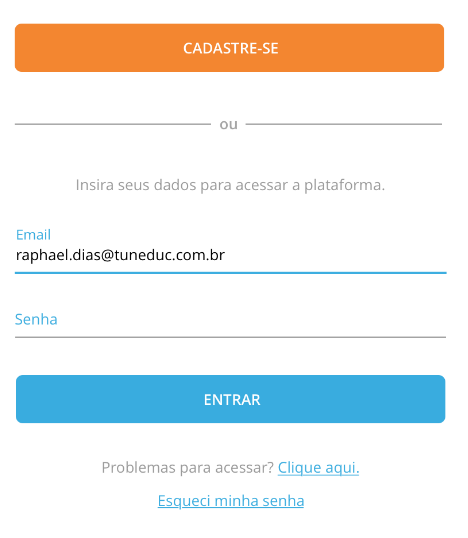 CADASTRE-SE
ou
Insira seus dados para acessar a plataforma.
Email
raphael.dias@tuneduc.com.br
Senha
ENTRAR
Problemas para acessar? Clique aqui.
Esqueci minha senha